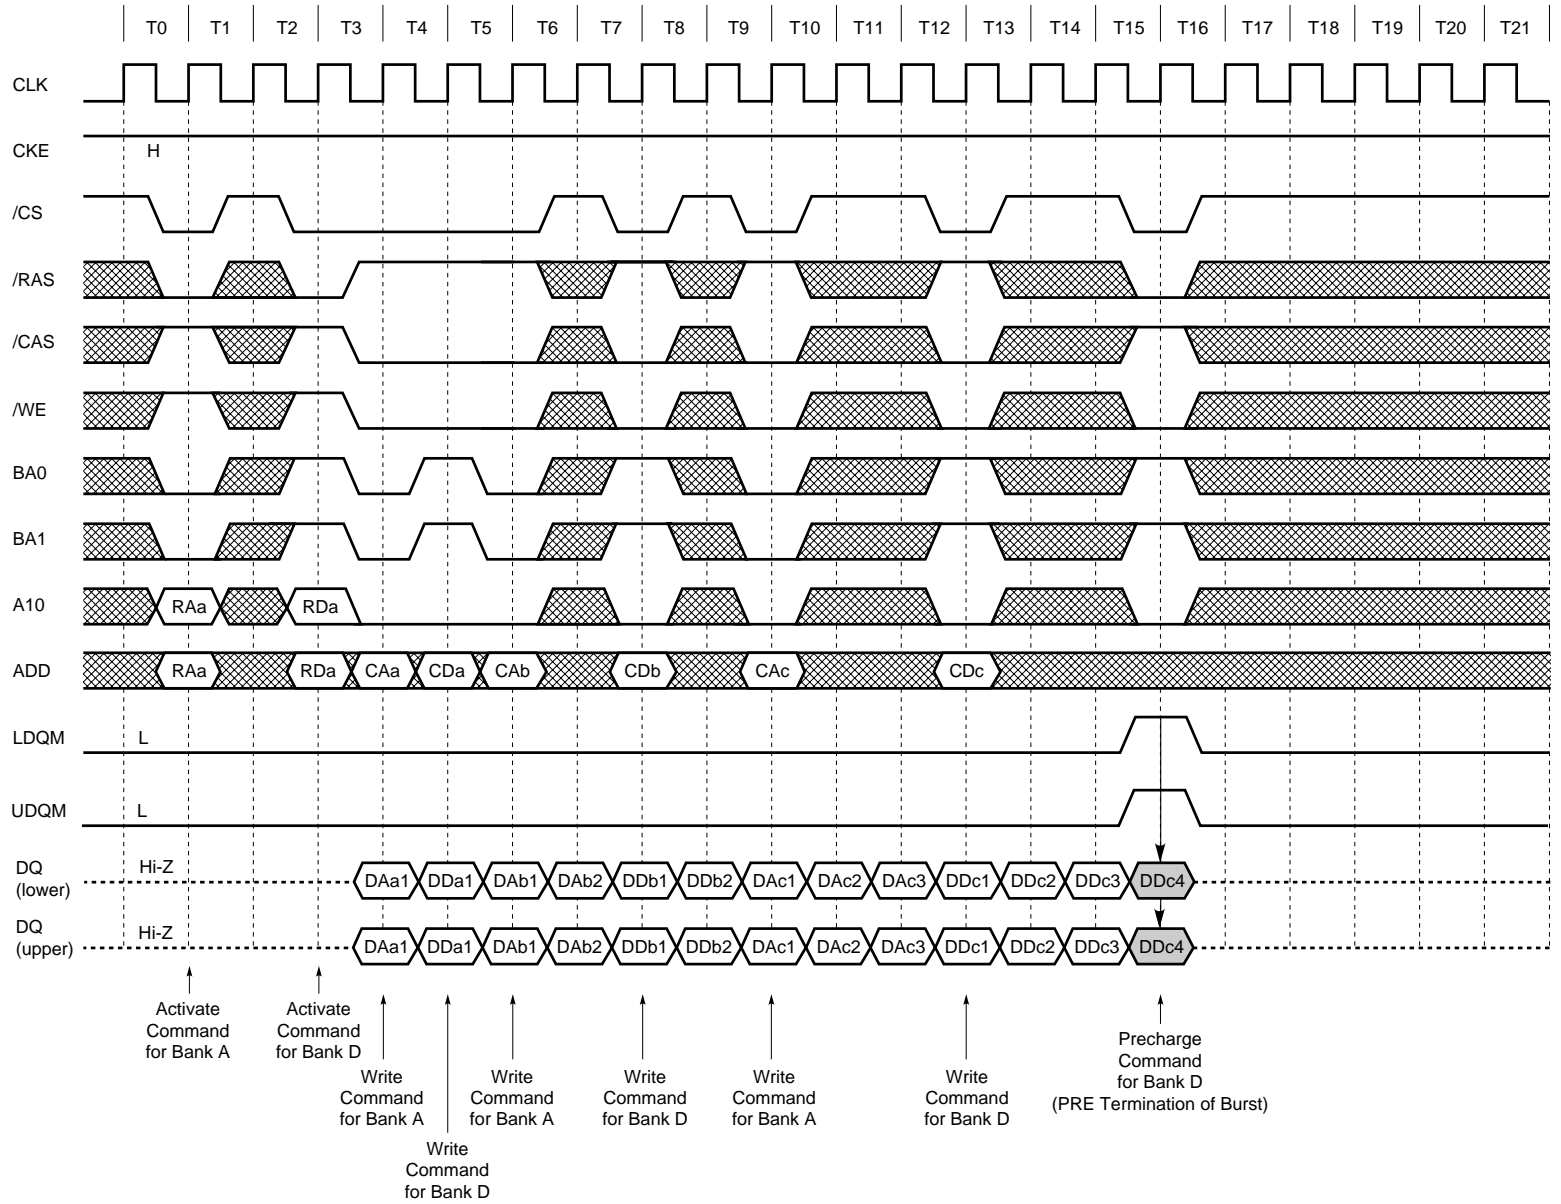 T0 T1 T2 T3 T4 T5 T6 T7 T8 T9 T10 T11 T12 T13 T14 T15 T16 T17 T18 T19 T20 T21
CLK
CKE H
/CS
/RAS
/CAS
/WE
BA0
BA1
A10 RAa RDa
ADD RAa RDa CAa CDa CAb CDb CAc CDc
LDQM L
UDQM L
DQ
(lower)
Hi-Z
DAa1 DDa1 DAb1 DAb2 DDb1 DDb2 DAc1 DAc2 DAc3 DDc1 DDc2 DDc3 DDc4
DQ
(upper)
Hi-Z
DAa1 DDa1 DAb1 DAb2 DDb1 DDb2 DAc1 DAc2 DAc3 DDc1 DDc2 DDc3 DDc4
Activate
Command
for Bank A
Activate
Command
for Bank D
Write
Command
for Bank A
Write
Command
for Bank D
Write
Command
for Bank A
Write
Command
for Bank D
Write
Command
for Bank A
Write
Command
for Bank D
Precharge
Command
for Bank D
(PRE Termination of Burst)